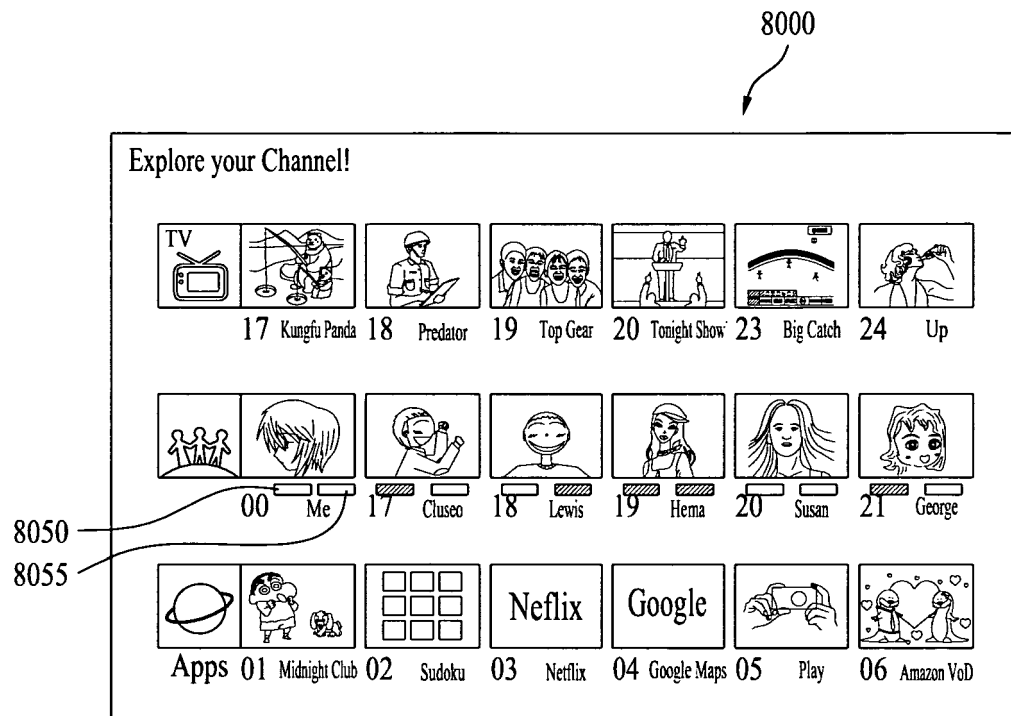 8000
Explore your Channel!
TV
17 Kungfu Panda 18 Predator 19 Top Gear 20 Tonight Show 23 Big Catch 24 Up
00 Me 17 Cluseo 18 Lewis 19 Hema 20 Susan 21 George
8050
8055
Neflix Google
Apps 01 Midnight Club 02 Sudoku 03 Netflix 04 Google Maps 05 Play 06 Amazon VoD